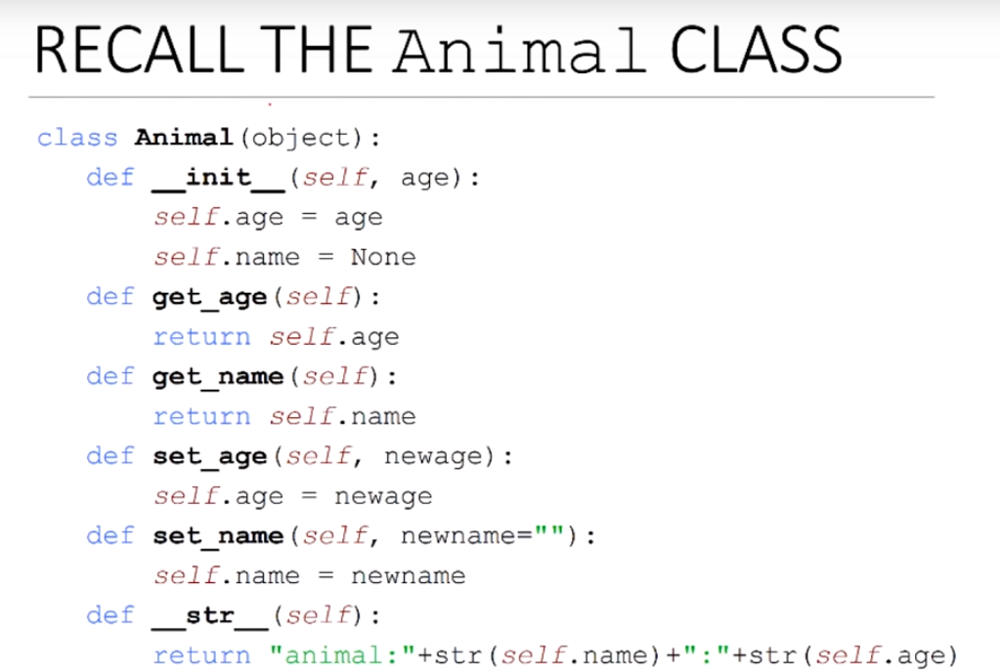 RECALL THE Animal CLASS
class Animal(object):
    def __init__(self, age):
        self.age = age
        self.name = None
    def get_age(self):
        return self.age
    def get_name(self):
        return self.name
    def set_age(self, newage):
        self.age = newage
    def set_name(self, newname=""):
        self.name = newname
    def __str__(self):
        return "animal:"+str(self.name)+":"+str(self.age)